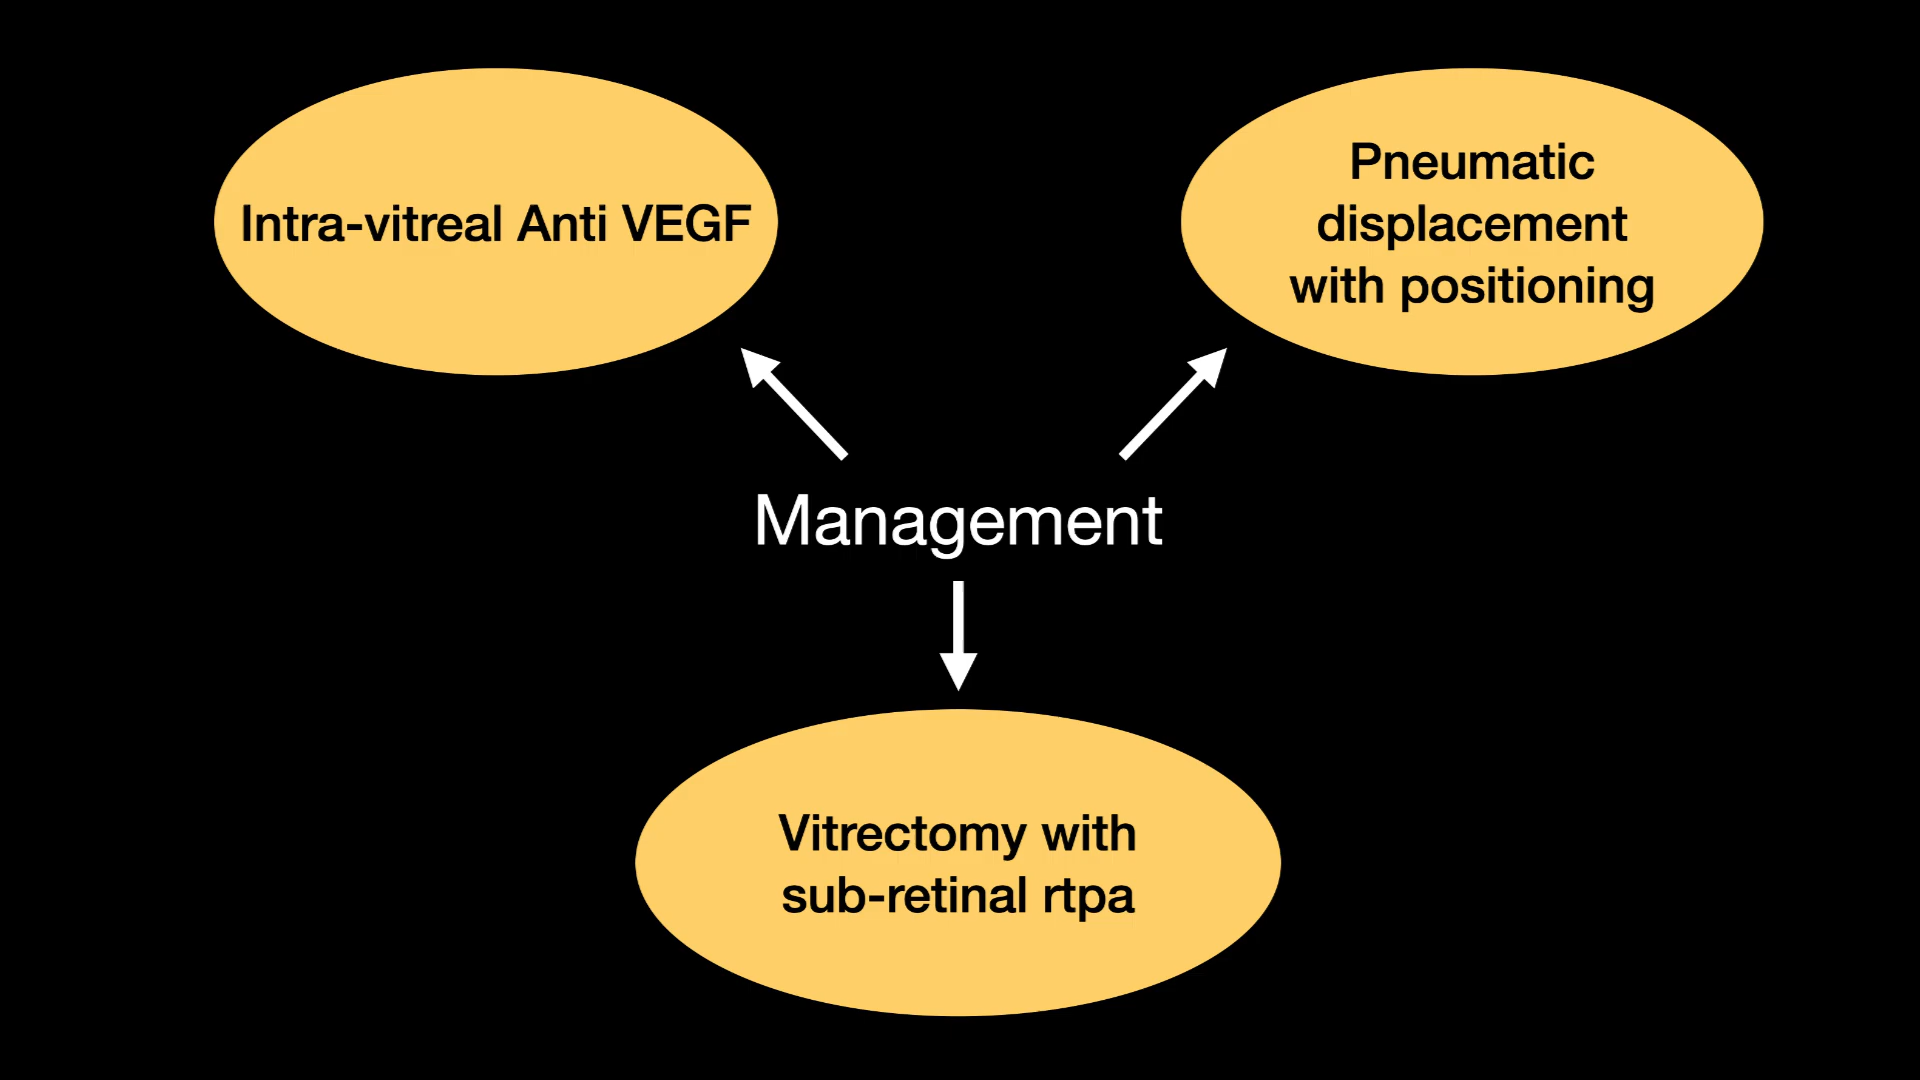 Intra-vitreal Anti VEGF
Pneumatic
displacement
with positioning
Management
Vitrectomy with
sub-retinal rtpa